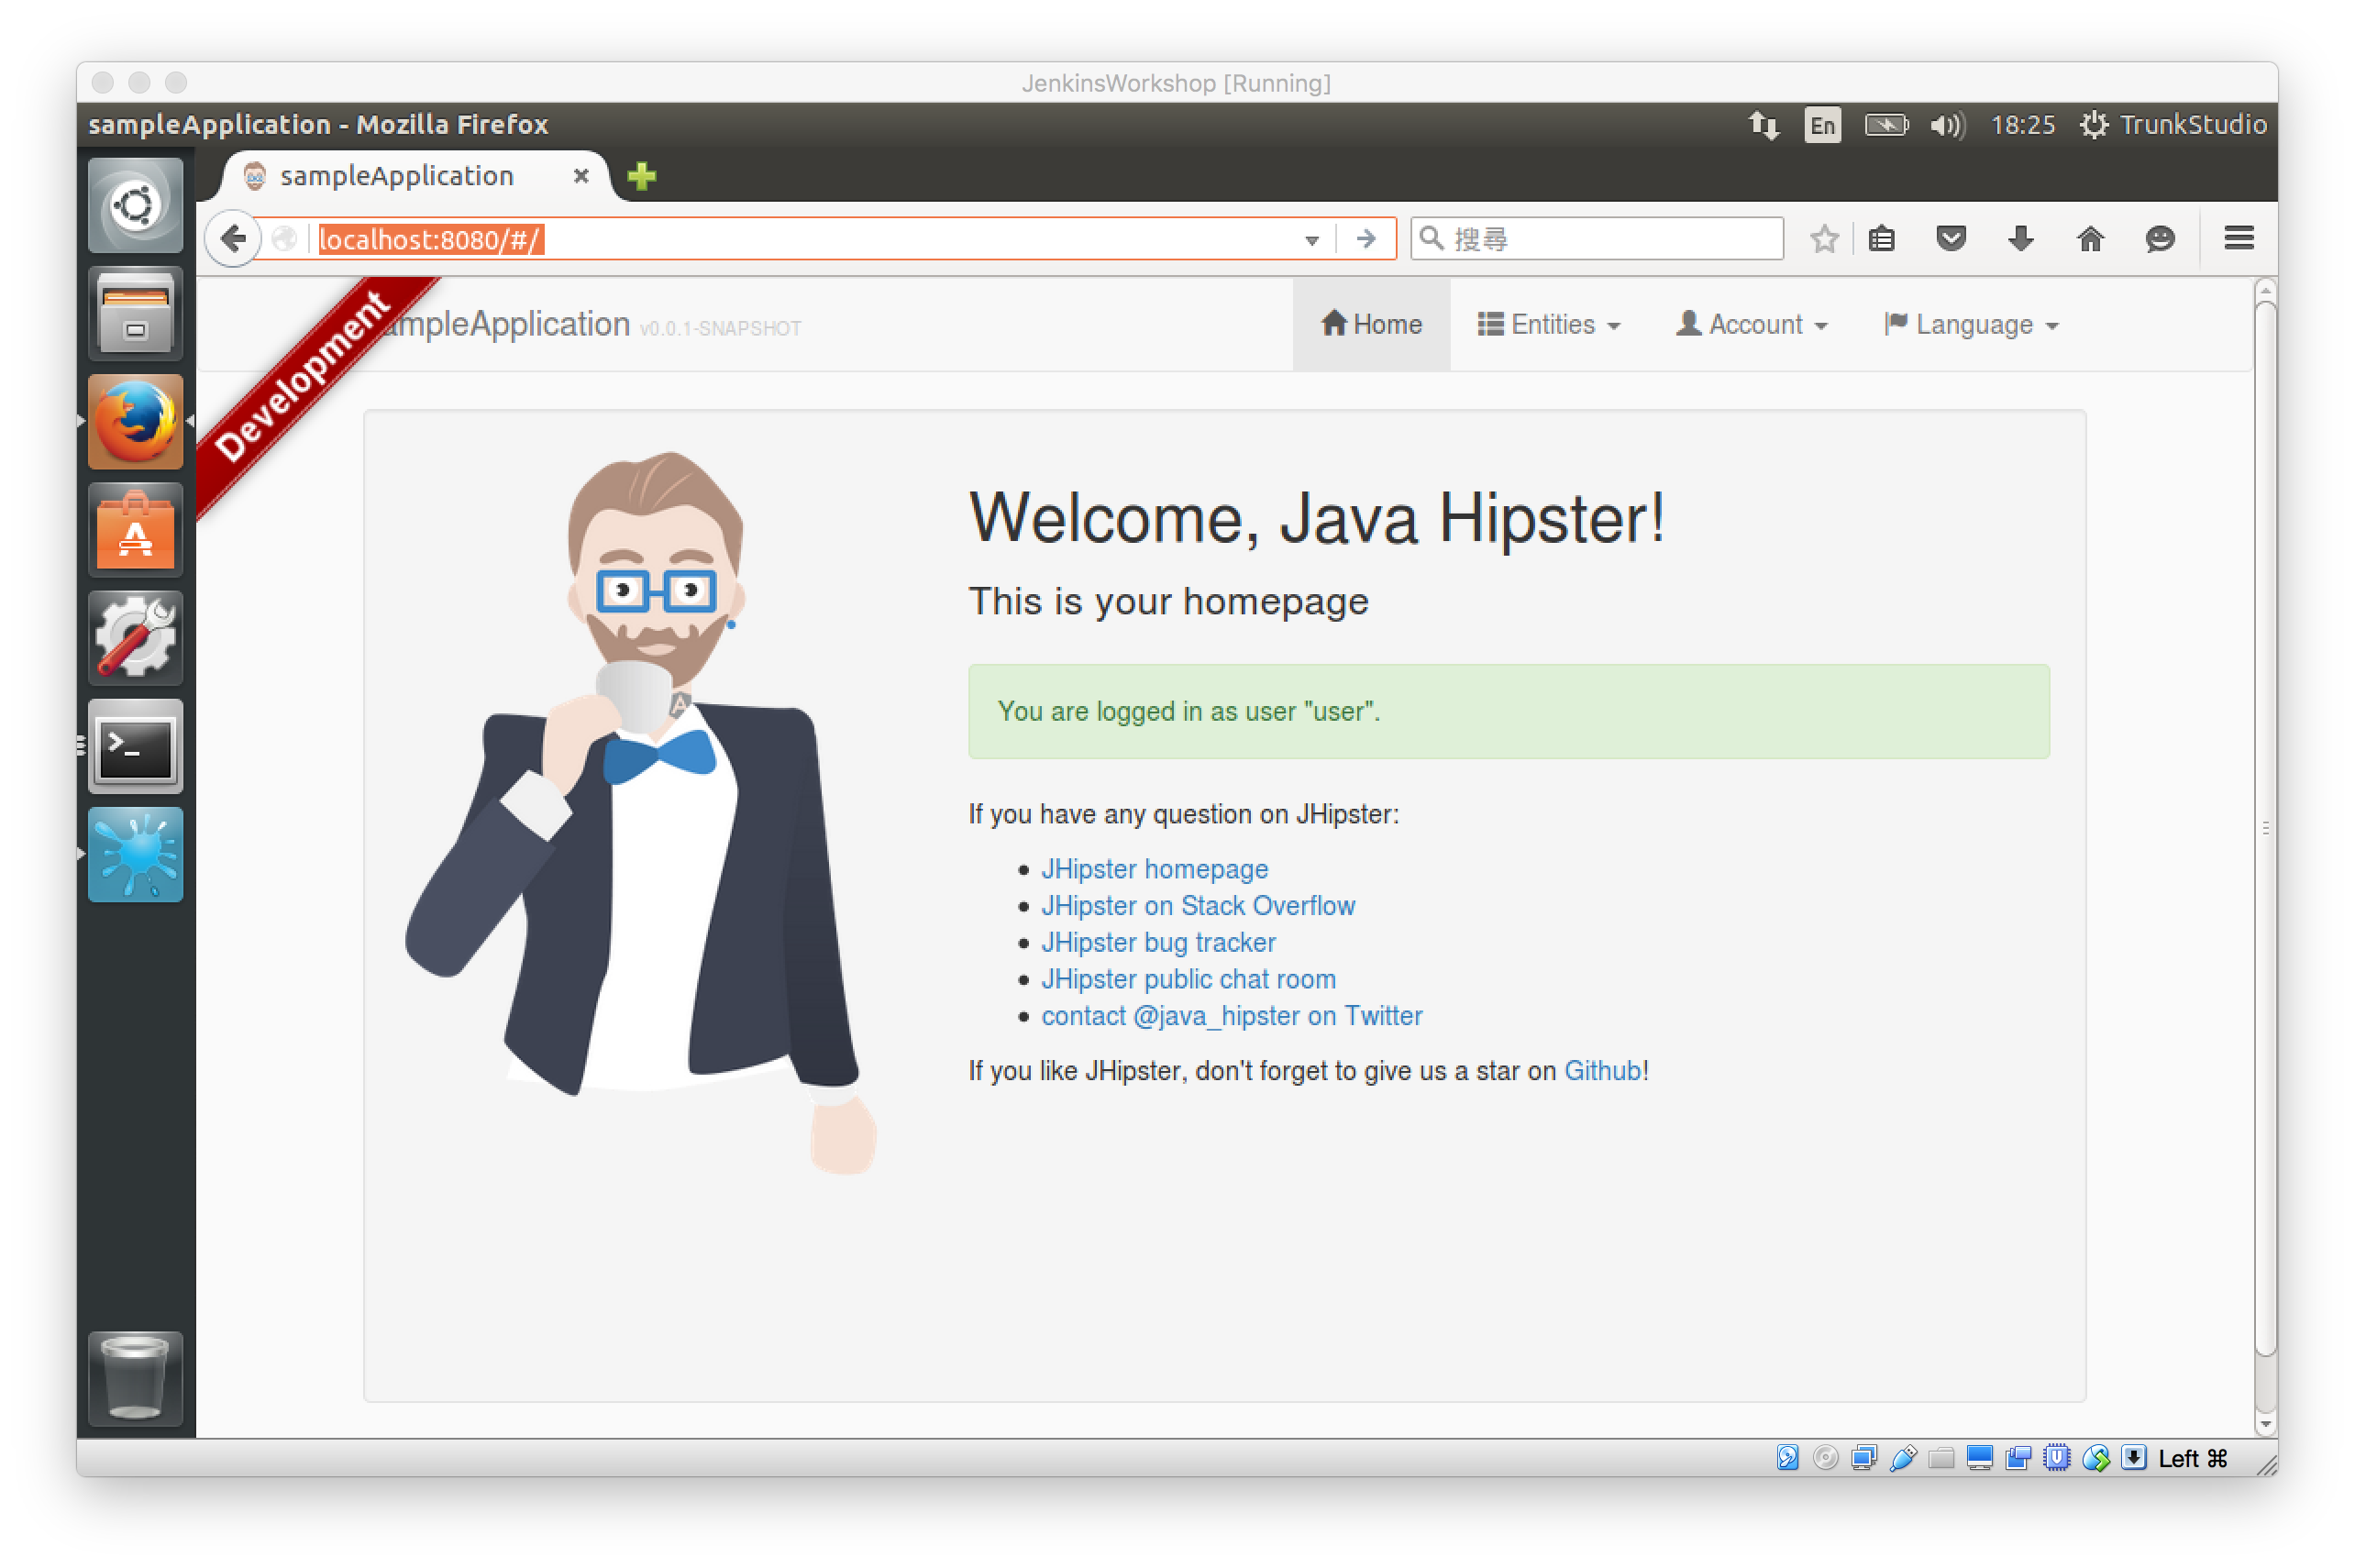 JenkinsWorkshop [Running]
sampleApplication - Mozilla Firefox
En
18:25
TrunkStudio
sampleApplication
localhost:8080/#/
搜尋
Development
ampleApplication v0.0.1-SNAPSHOT
Home
Entities
Account
Language
Welcome, Java Hipster!
This is your homepage
You are logged in as user "user".
If you have any question on JHipster:
JHipster homepage
JHipster on Stack Overflow
JHipster bug tracker
JHipster public chat room
contact @java_hipster on Twitter
If you like JHipster, don't forget to give us a star on Github!
Left ⌘